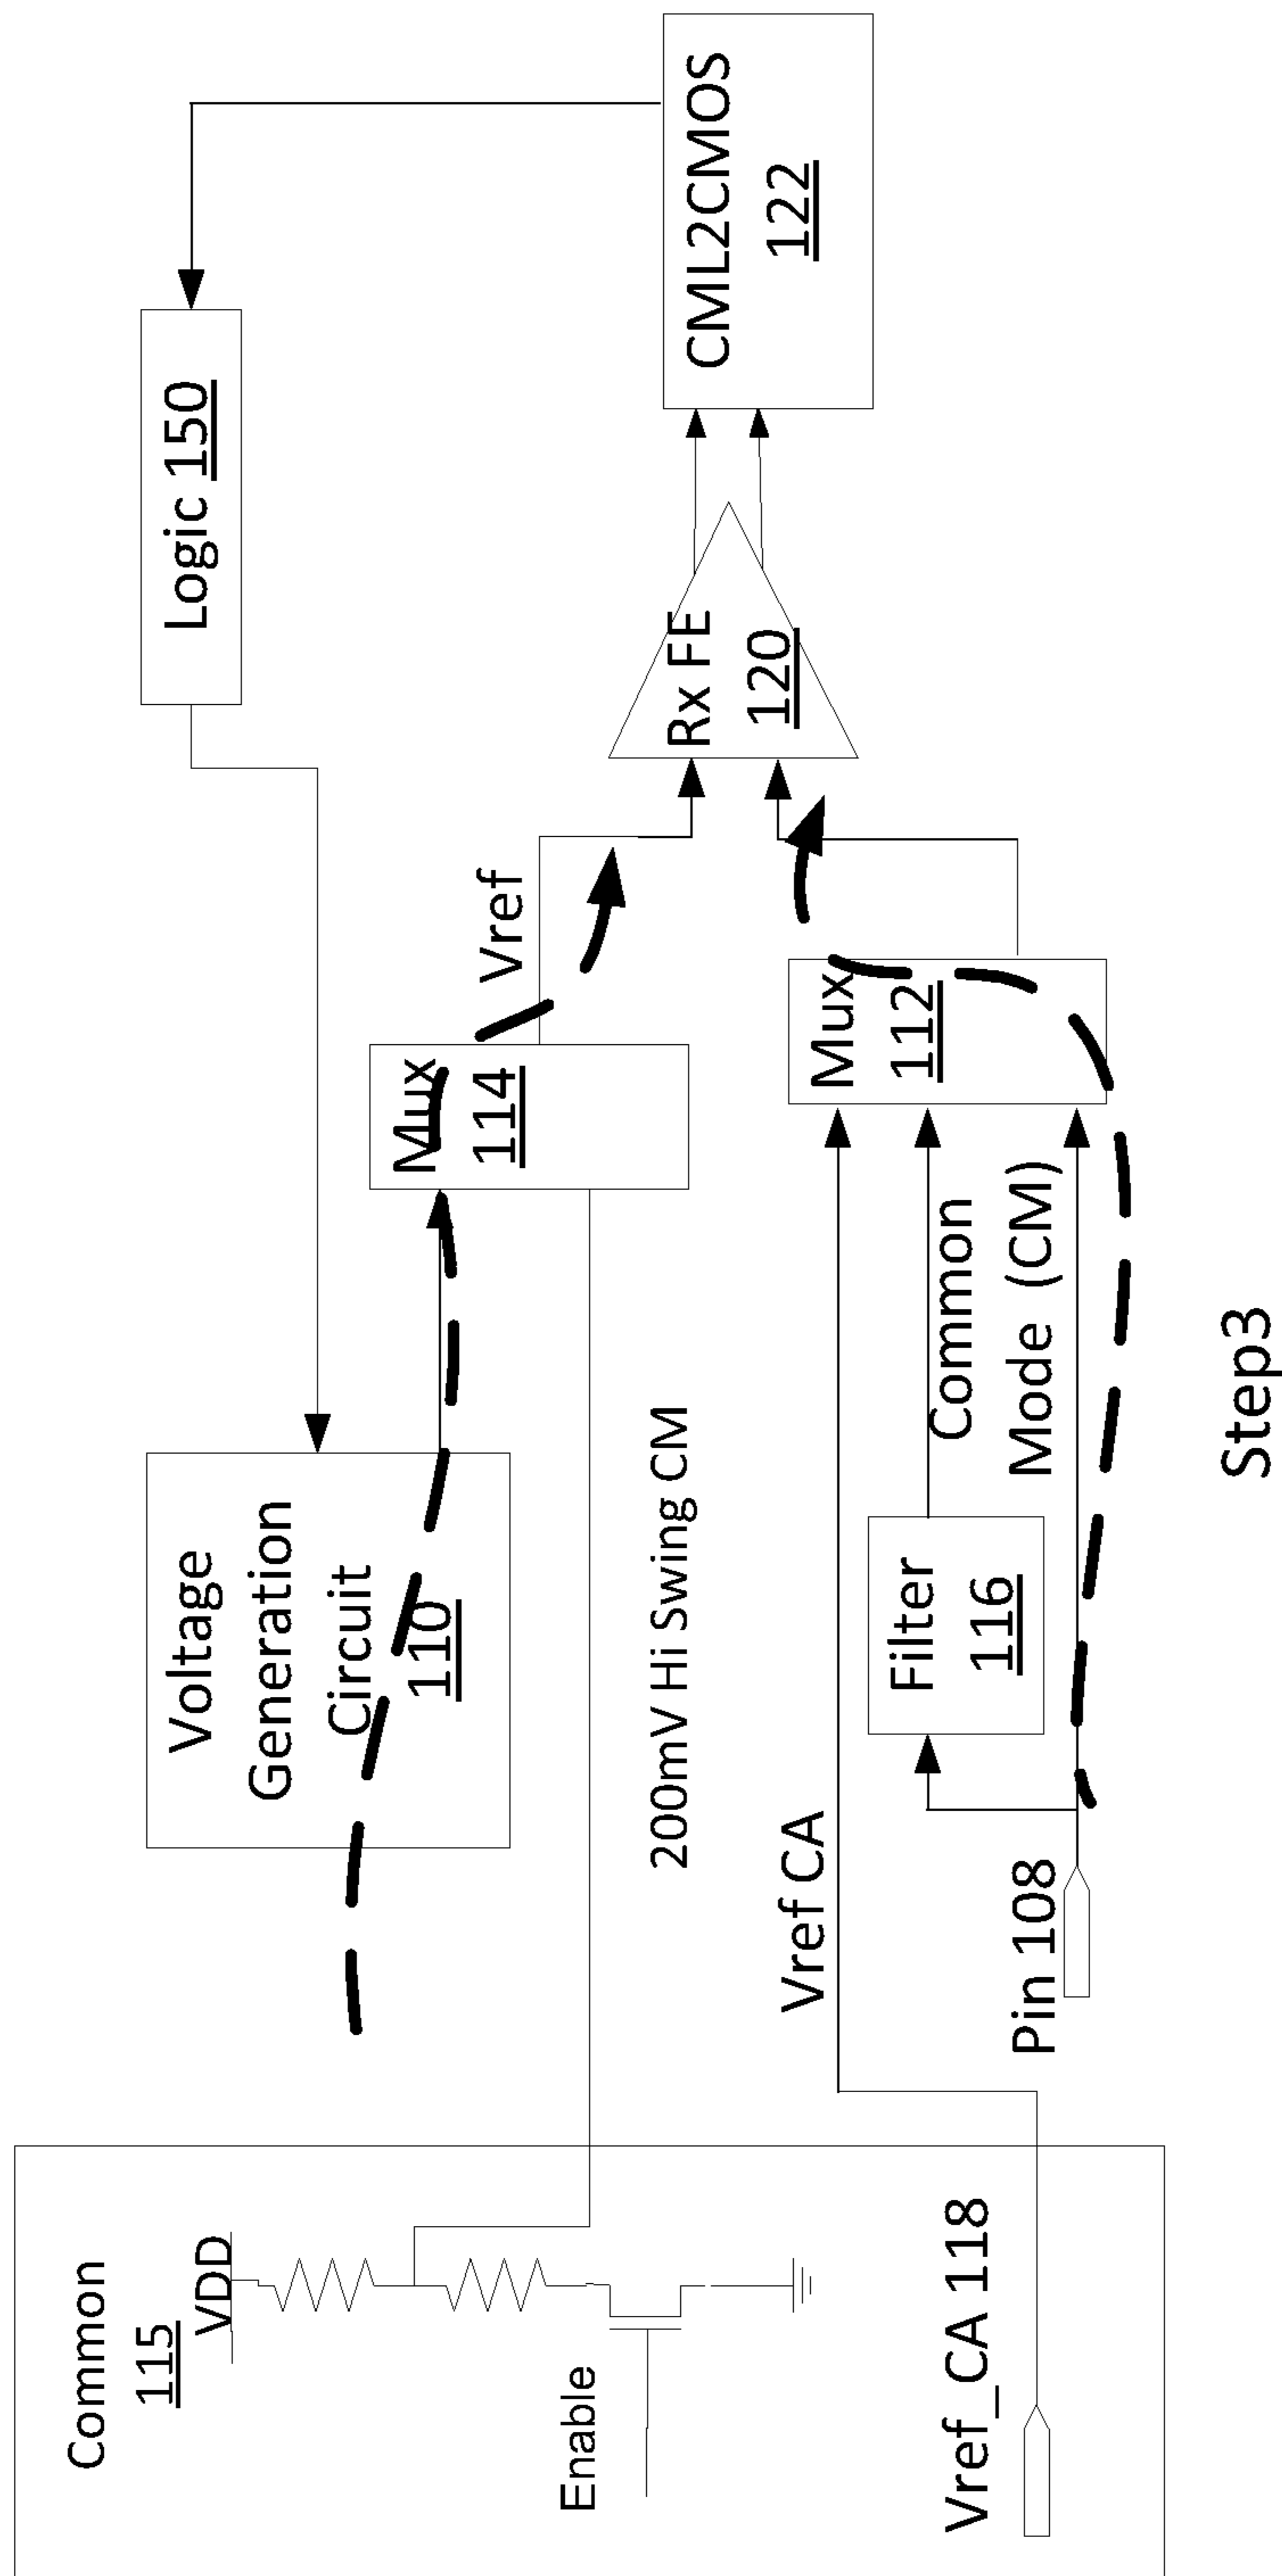 Common
115
VDD
Enable
Vref_CA 118
Voltage
Generation
Circuit
110
200mV Hi Swing CM
Vref CA
Pin 108
Filter
116
Common
Mode (CM)
Mux
114
Mux
112
Vref
Rx FE
120
Logic 150
CML2CMOS
122
Step3